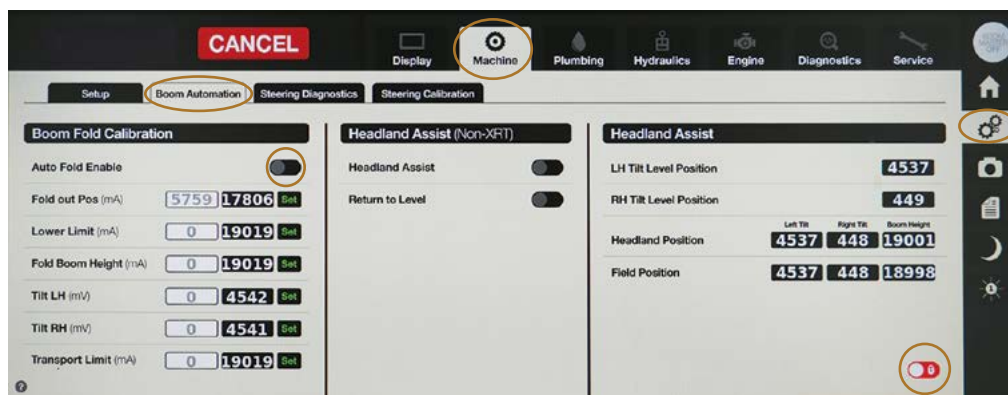 CANCEL
Display Machine Plumbing Hydraulics Engine Diagnostics Service
Setup Boom Automation Steering Diagnostics Steering Calibration
Boom Fold Calibration
Auto Fold Enable
Fold out Pos (mA) 5759 17806 Set
Lower Limit (mA) 0 19019 Set
Fold Boom Height (mA) 0 19019 Set
Tilt LH (mV) 0 4542 Set
Tilt RH (mV) 0 4541 Set
Transport Limit (mA) 0 19019 Set
?
Headland Assist (Non-XRT)
Headland Assist
Return to Level
Headland Assist
LH Tilt Level Position 4537
RH Tilt Level Position 449
Left Tilt Right Tilt Boom Height
Headland Position 4537 448 19001
Field Position 4537 448 18998